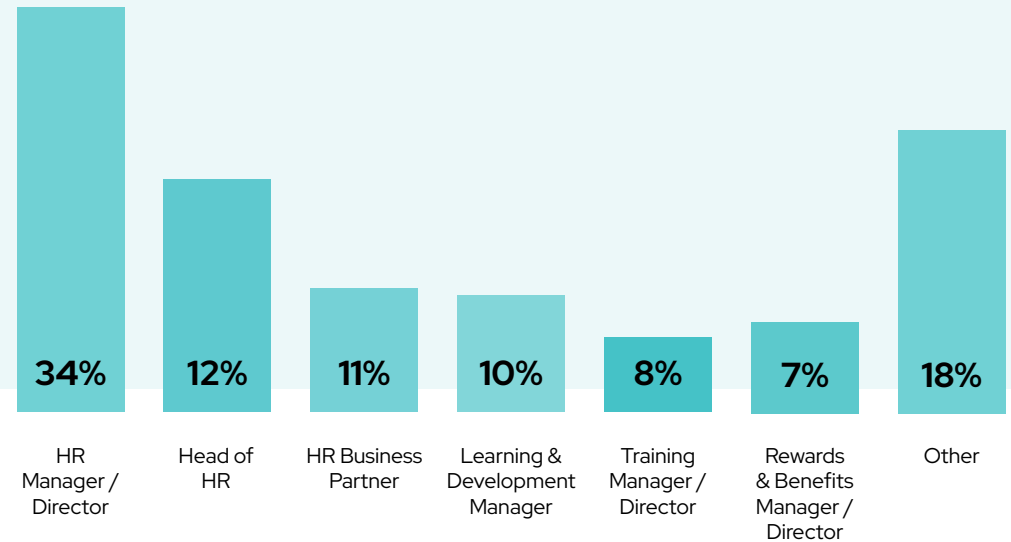 34%
12%
11%
10%
8%
7%
18%
HR
Manager /
Director
Head of
HR
HR Business
Partner
Learning &
Development
Manager
Training
Manager /
Director
Rewards
& Benefits
Manager /
Director
Other